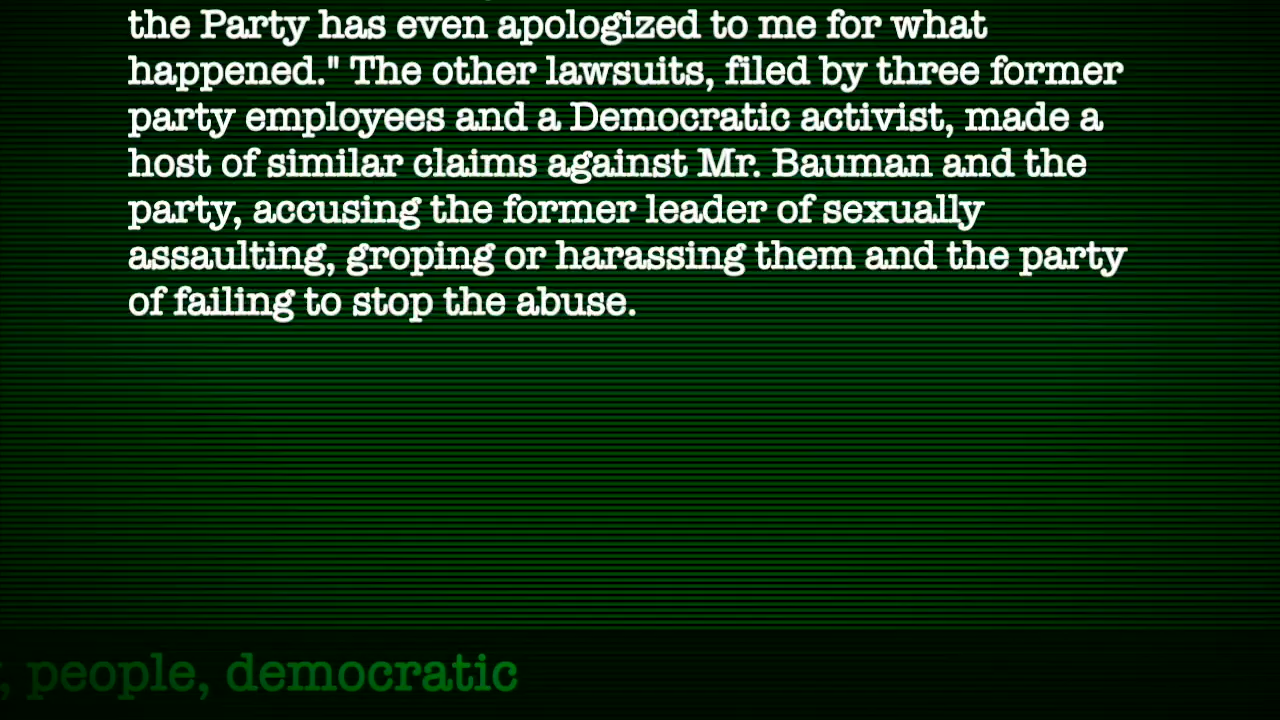 the Party has even apologized to me for what
happened." The other lawsuits, filed by three former
party employees and a Democratic activist, made a
host of similar claims against Mr. Bauman and the
party, accusing the former leader of sexually
assaulting, groping or harassing them and the party
of failing to stop the abuse.
, people, democratic